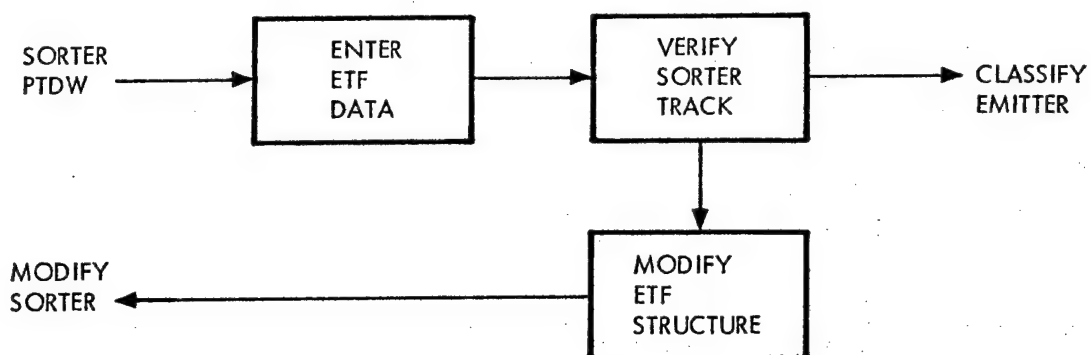 SORTER
PTDW
ENTER
ETF
DATA
VERIFY
SORTER
TRACK
CLASSIFY
EMITTER
MODIFY
SORTER
MODIFY
ETF
STRUCTURE